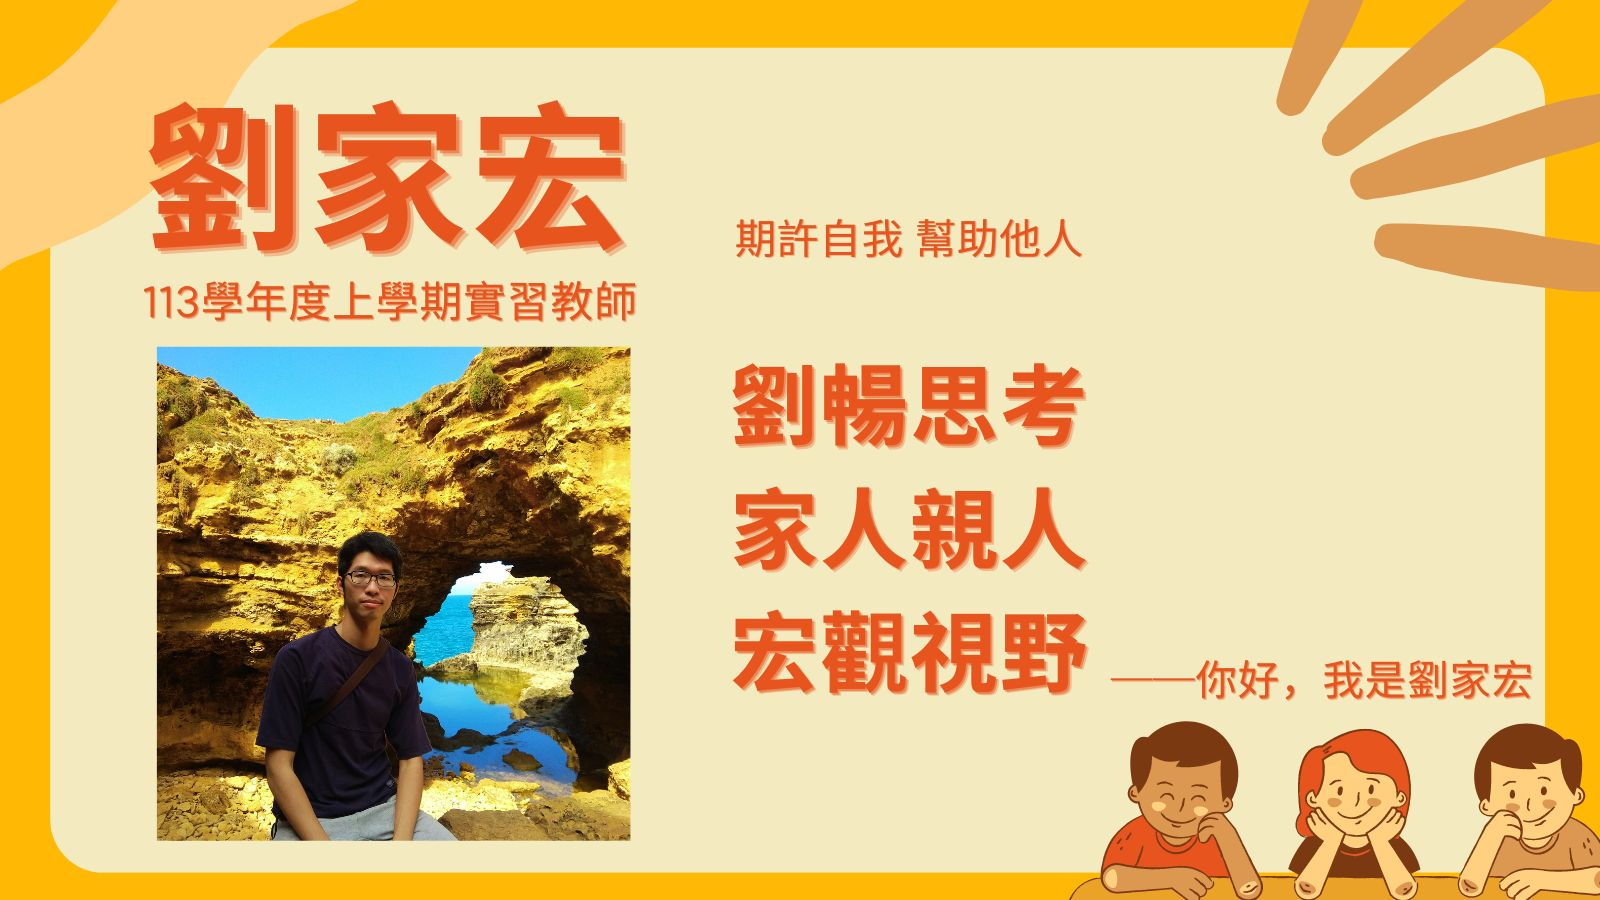 劉家宏
113學年度上學期實習教師
期許自我 幫助他人
劉暢思考
家人親人
宏觀視野
——你好，我是劉家宏